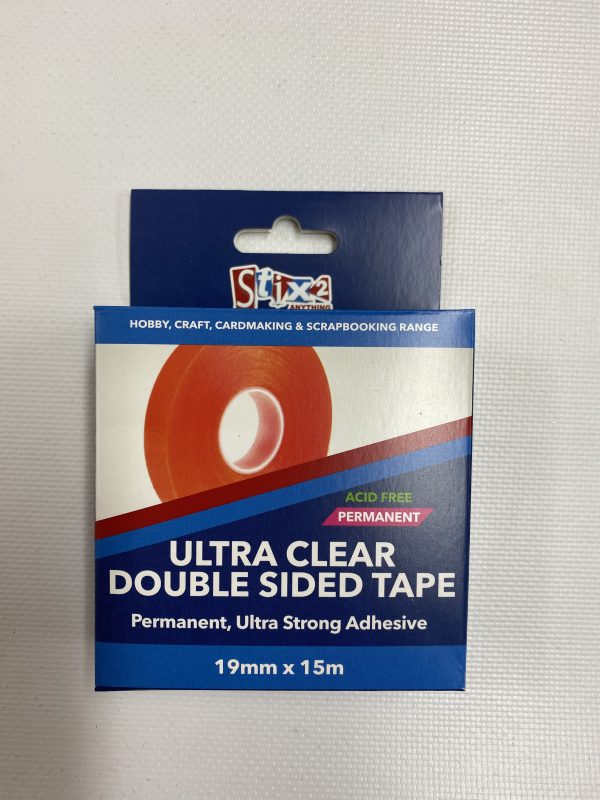 Stix2
ANYTHING
HOBBY, CRAFT, CARDMAKING & SCRAPBOOKING RANGE
ACID FREE
PERMANENT
ULTRA CLEAR
DOUBLE SIDED TAPE
Permanent, Ultra Strong Adhesive
19mm x 15m